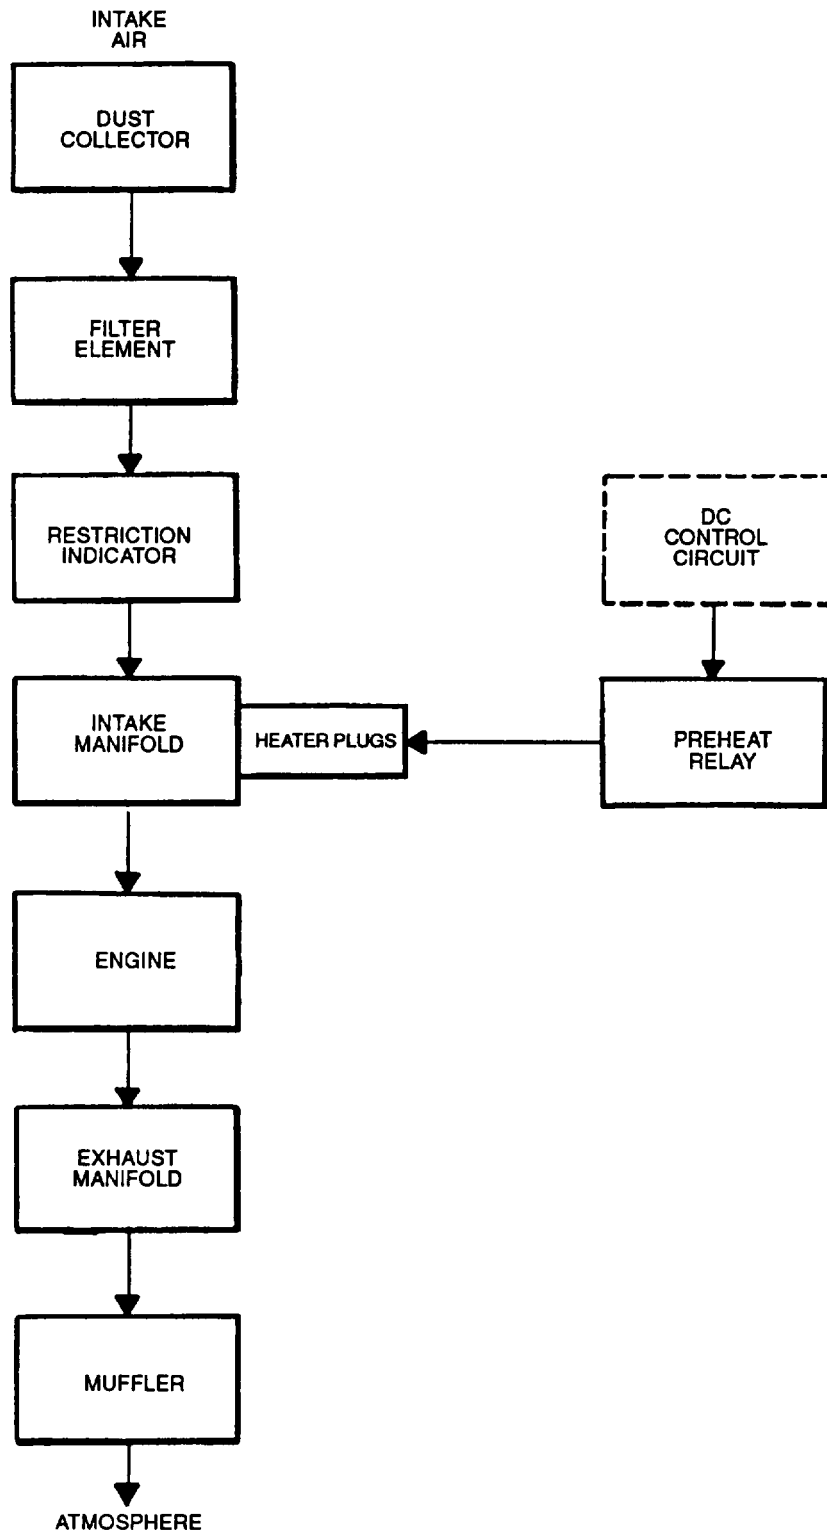 INTAKE
AIR
DUST
COLLECTOR
FILTER
ELEMENT
RESTRICTION
INDICATOR
DC
CONTROL
CIRCUIT
INTAKE
MANIFOLD
HEATER PLUGS
PREHEAT
RELAY
ENGINE
EXHAUST
MANIFOLD
MUFFLER
ATMOSPHERE